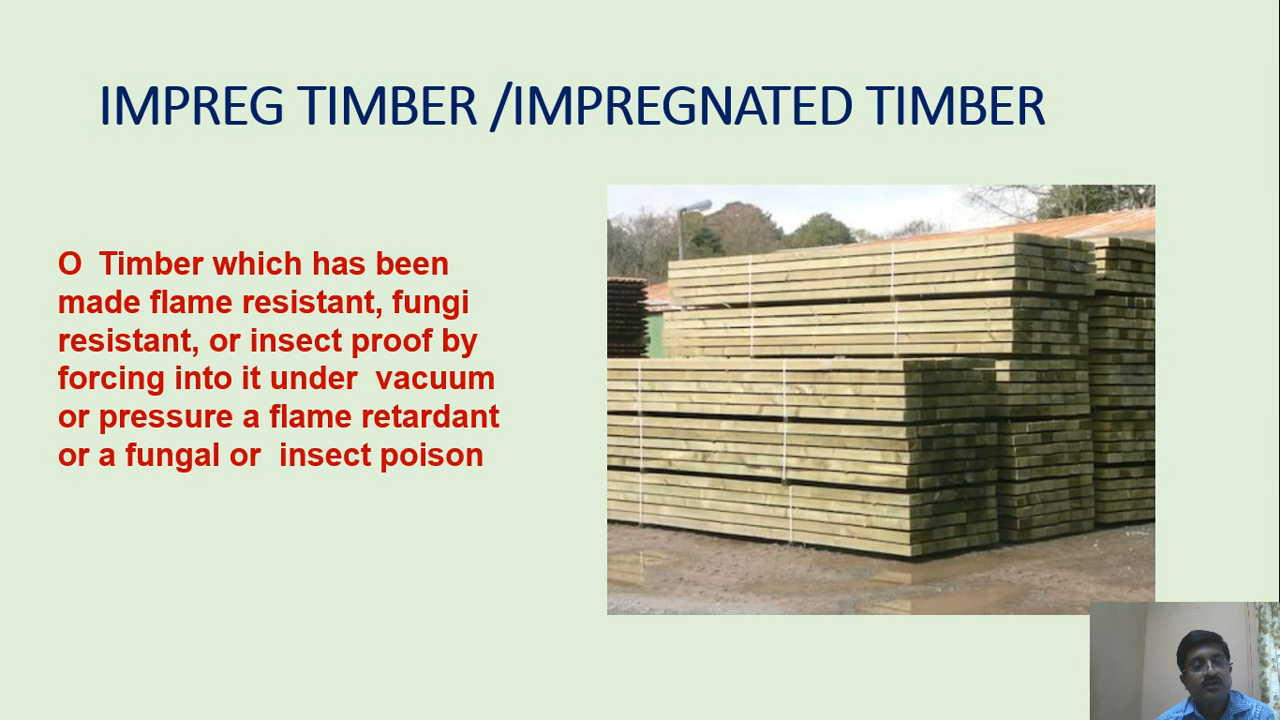 IMPREG TIMBER /IMPREGNATED TIMBER
O  Timber which has been
made flame resistant, fungi
resistant, or insect proof by
forcing into it under  vacuum
or pressure a flame retardant
or a fungal or  insect poison